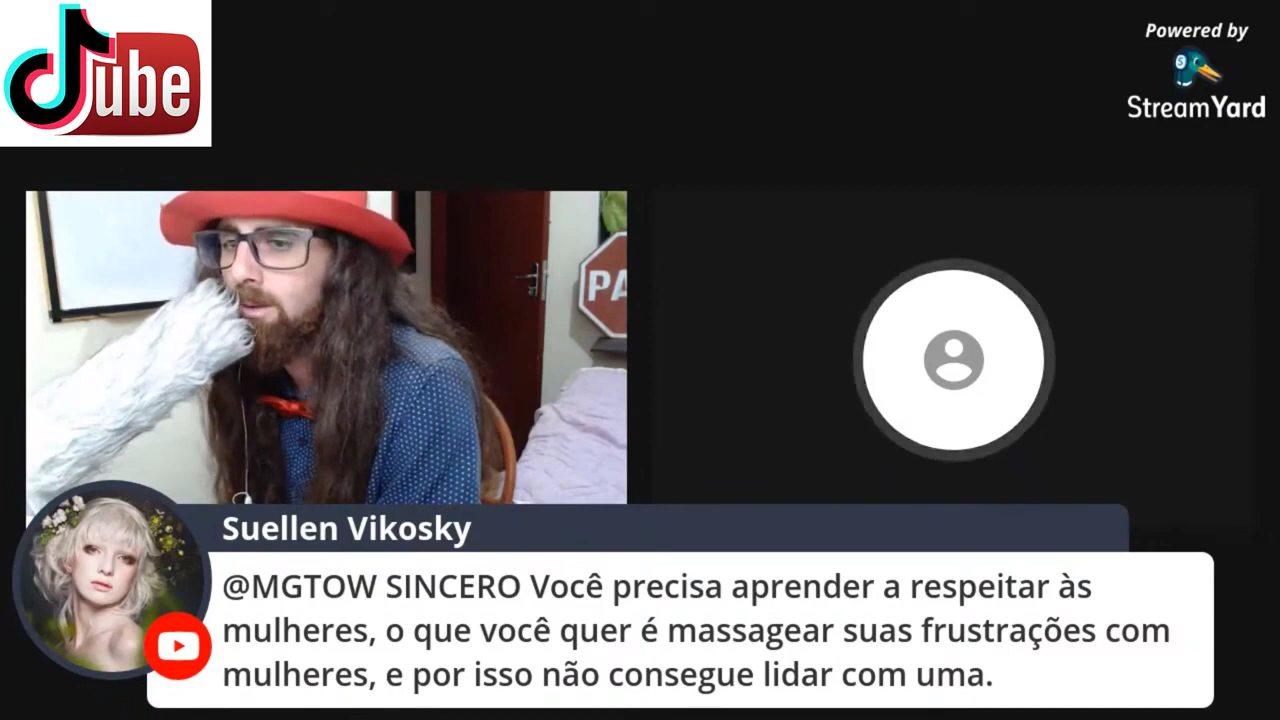 Tube
Powered by
StreamYard
PA
Suellen Vikosky
@MGTOW SINCERO Você precisa aprender a respeitar às
mulheres, o que você quer é massagear suas frustrações com
mulheres, e por isso não consegue lidar com uma.